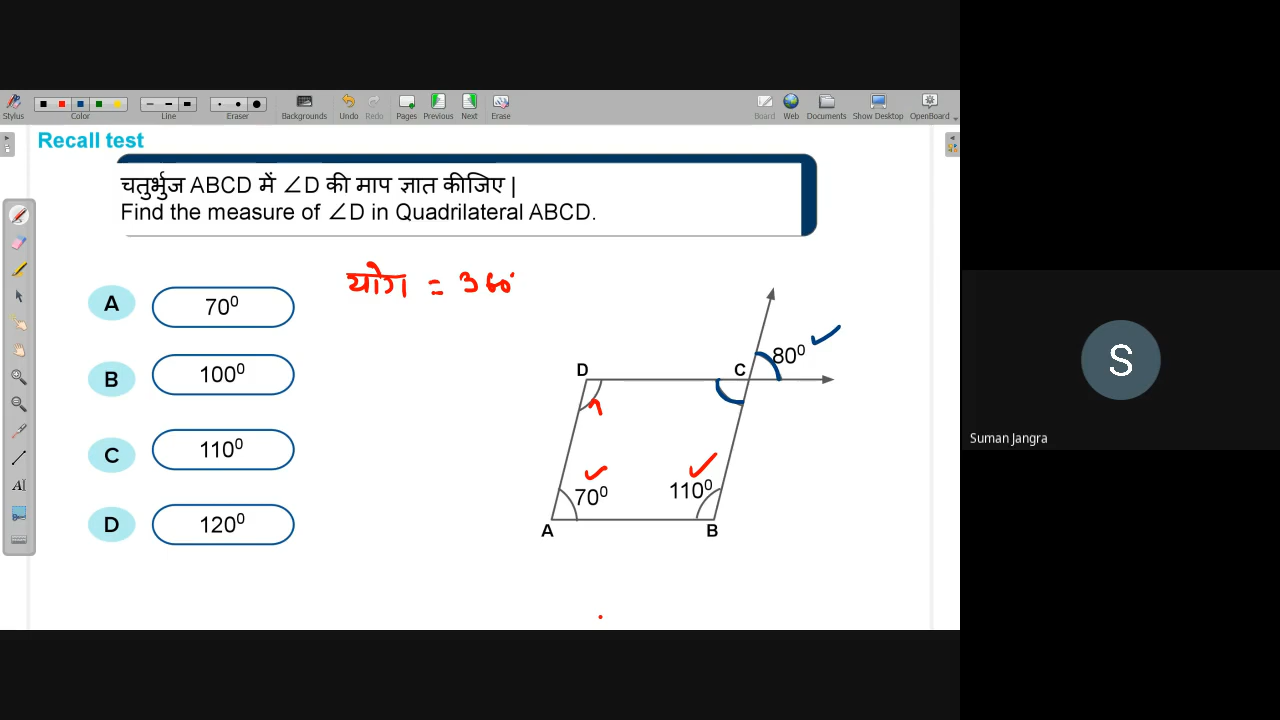 Stylus Color Line Eraser Backgrounds Undo Redo Pages Previous Next Erase Board Web Documents Show Desktop OpenBoard
Recall test
चतुर्भुज ABCD में ∠D की माप ज्ञात कीजिए |
Find the measure of ∠D in Quadrilateral ABCD.
योग = 360°
A 70⁰
B 100⁰
C 110⁰
D 120⁰
80⁰
D C
70⁰ 110⁰
A B
S
Suman Jangra